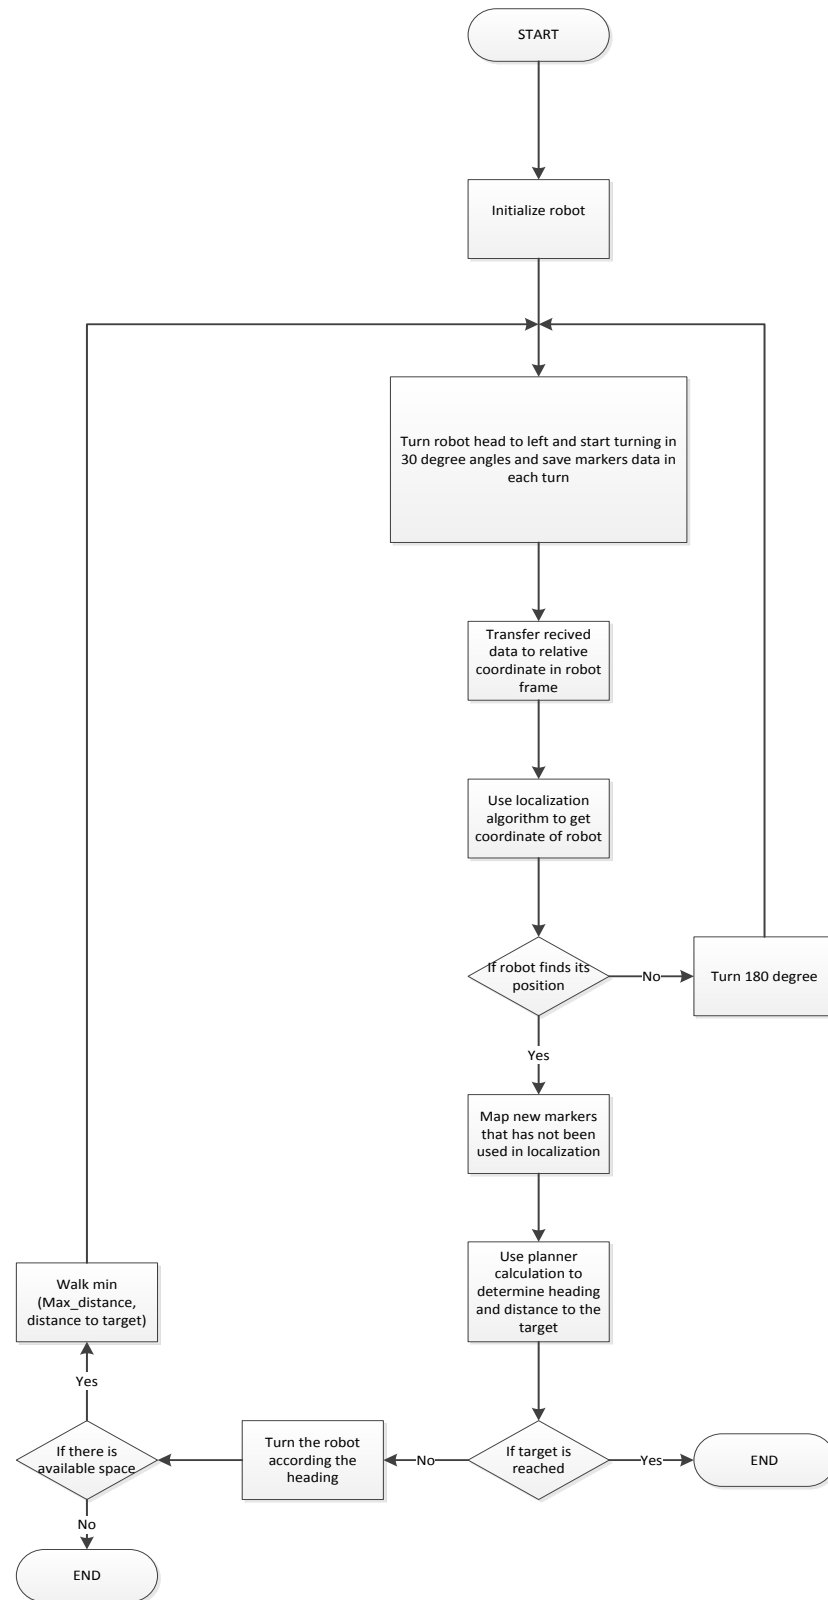 START
Initialize robot
Turn robot head to left and start turning in
30 degree angles and save markers data in
each turn
Transfer recived
data to relative
coordinate in robot
frame
Use localization
algorithm to get
coordinate of robot
If robot finds its
position
No
Turn 180 degree
Yes
Map new markers
that has not been
used in localization
Use planner
calculation to
determine heading
and distance to the
target
Walk min
(Max_distance,
distance to target)
Yes
If there is
available space
Turn the robot
according the
heading
No
If target is
reached
Yes
END
No
END